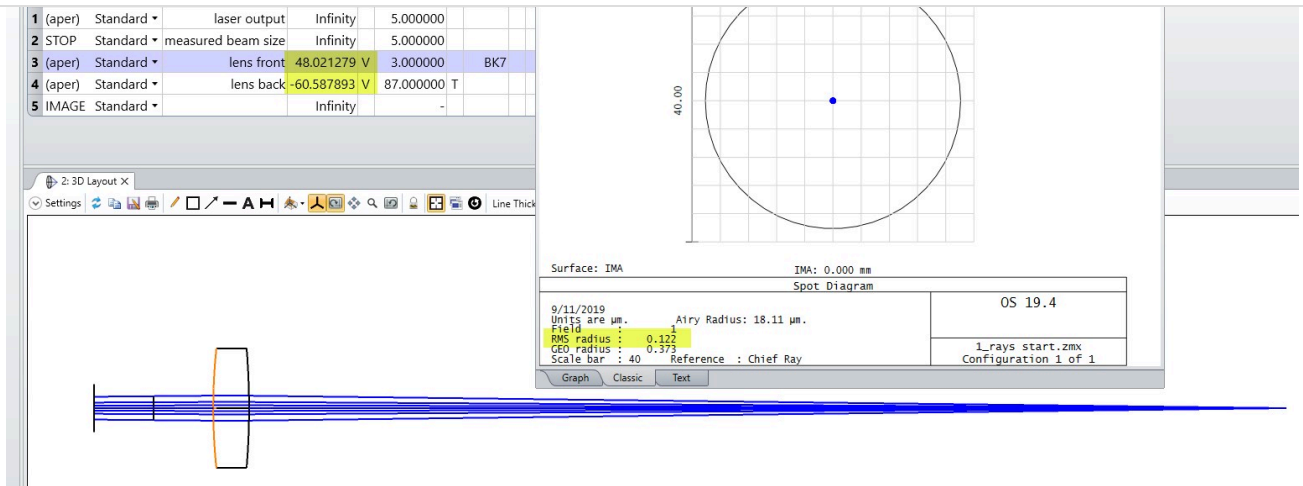 1 (aper) Standard laser output Infinity 5.000000
2 STOP Standard measured beam size Infinity 5.000000
3 (aper) Standard lens front 48.021279 V 3.000000 BK7
4 (aper) Standard lens back -60.587893 V 87.000000 T
5 IMAGE Standard Infinity -
40.00
2: 3D Layout
Settings
Line Thick
Surface: IMA
IMA: 0.000 mm
Spot Diagram
9/11/2019
Units are µm. Airy Radius: 18.11 µm.
Field : 1
RMS radius : 0.122
GEO radius : 0.373
Scale bar : 40 Reference : Chief Ray
OS 19.4
1_rays start.zmx
Configuration 1 of 1
Graph Classic Text